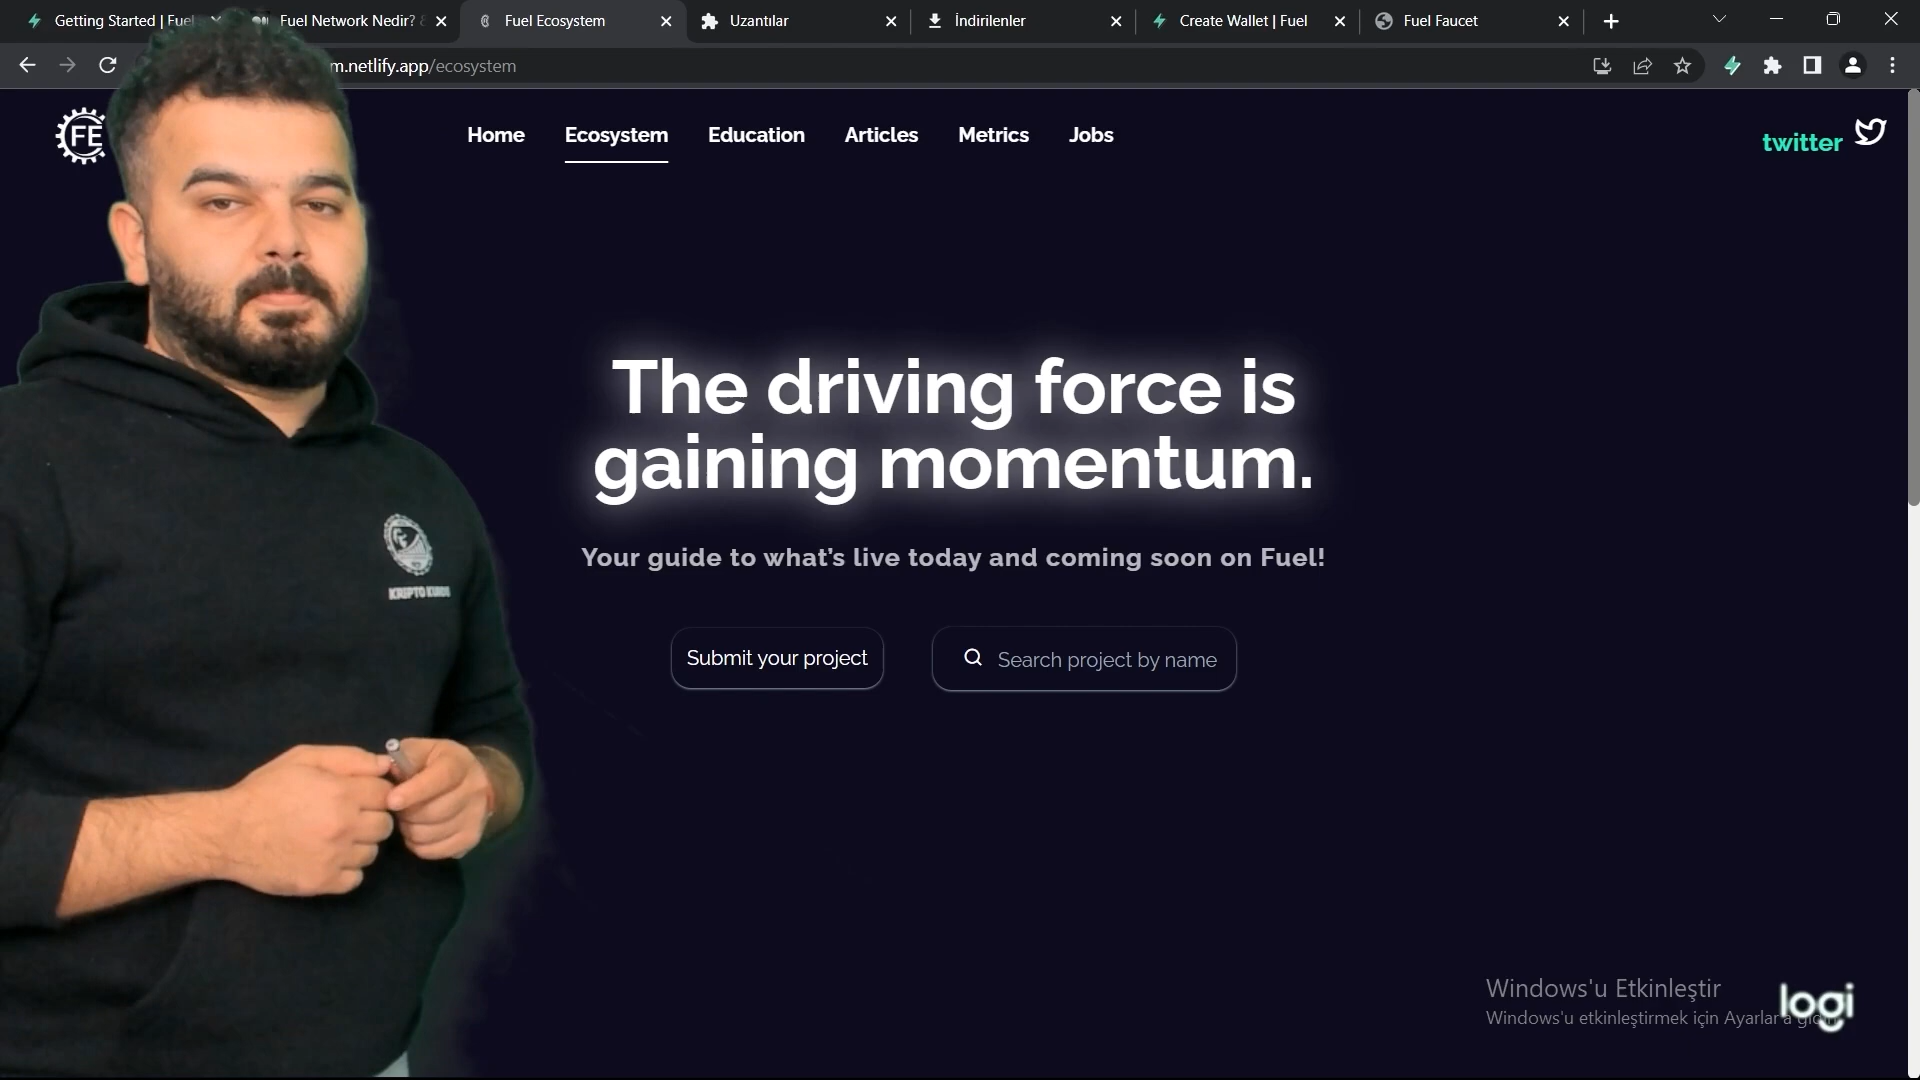 Getting Started | Fuel
Fuel Network Nedir?
Fuel Ecosystem
Uzantılar
İndirilenler
Create Wallet | Fuel
Fuel Faucet
m.netlify.app/ecosystem
FE
Home
Ecosystem
Education
Articles
Metrics
Jobs
twitter
The driving force is
gaining momentum.
Your guide to what's live today and coming soon on Fuel!
Submit your project
Search project by name
KRIPTO
Windows'u Etkinleştir
Windows'u etkinleştirmek için Ayarlar'a
logi